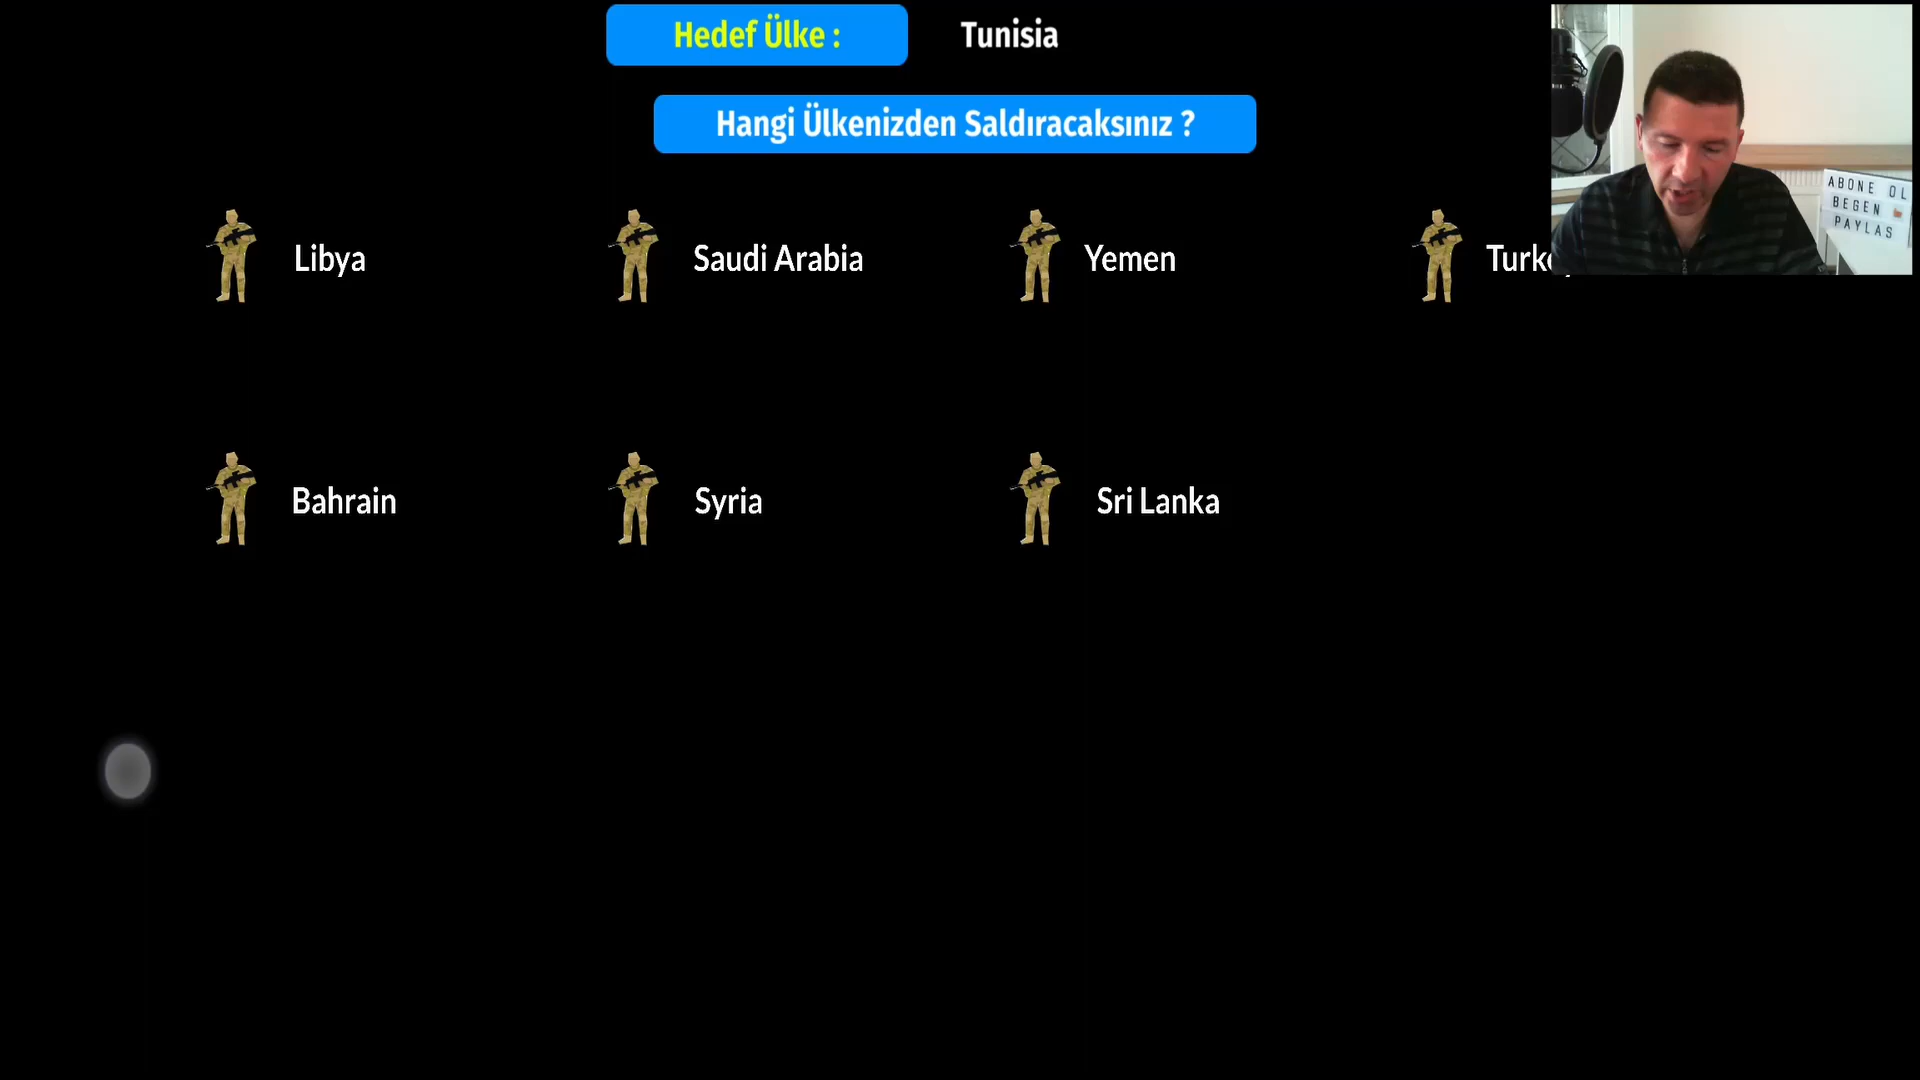 Hedef Ülke :
Tunisia
Hangi Ülkenizden Saldıracaksınız ?
Libya
Saudi Arabia
Yemen
Bahrain
Syria
Sri Lanka
ABONE OL
BEGEN
PAYLAS